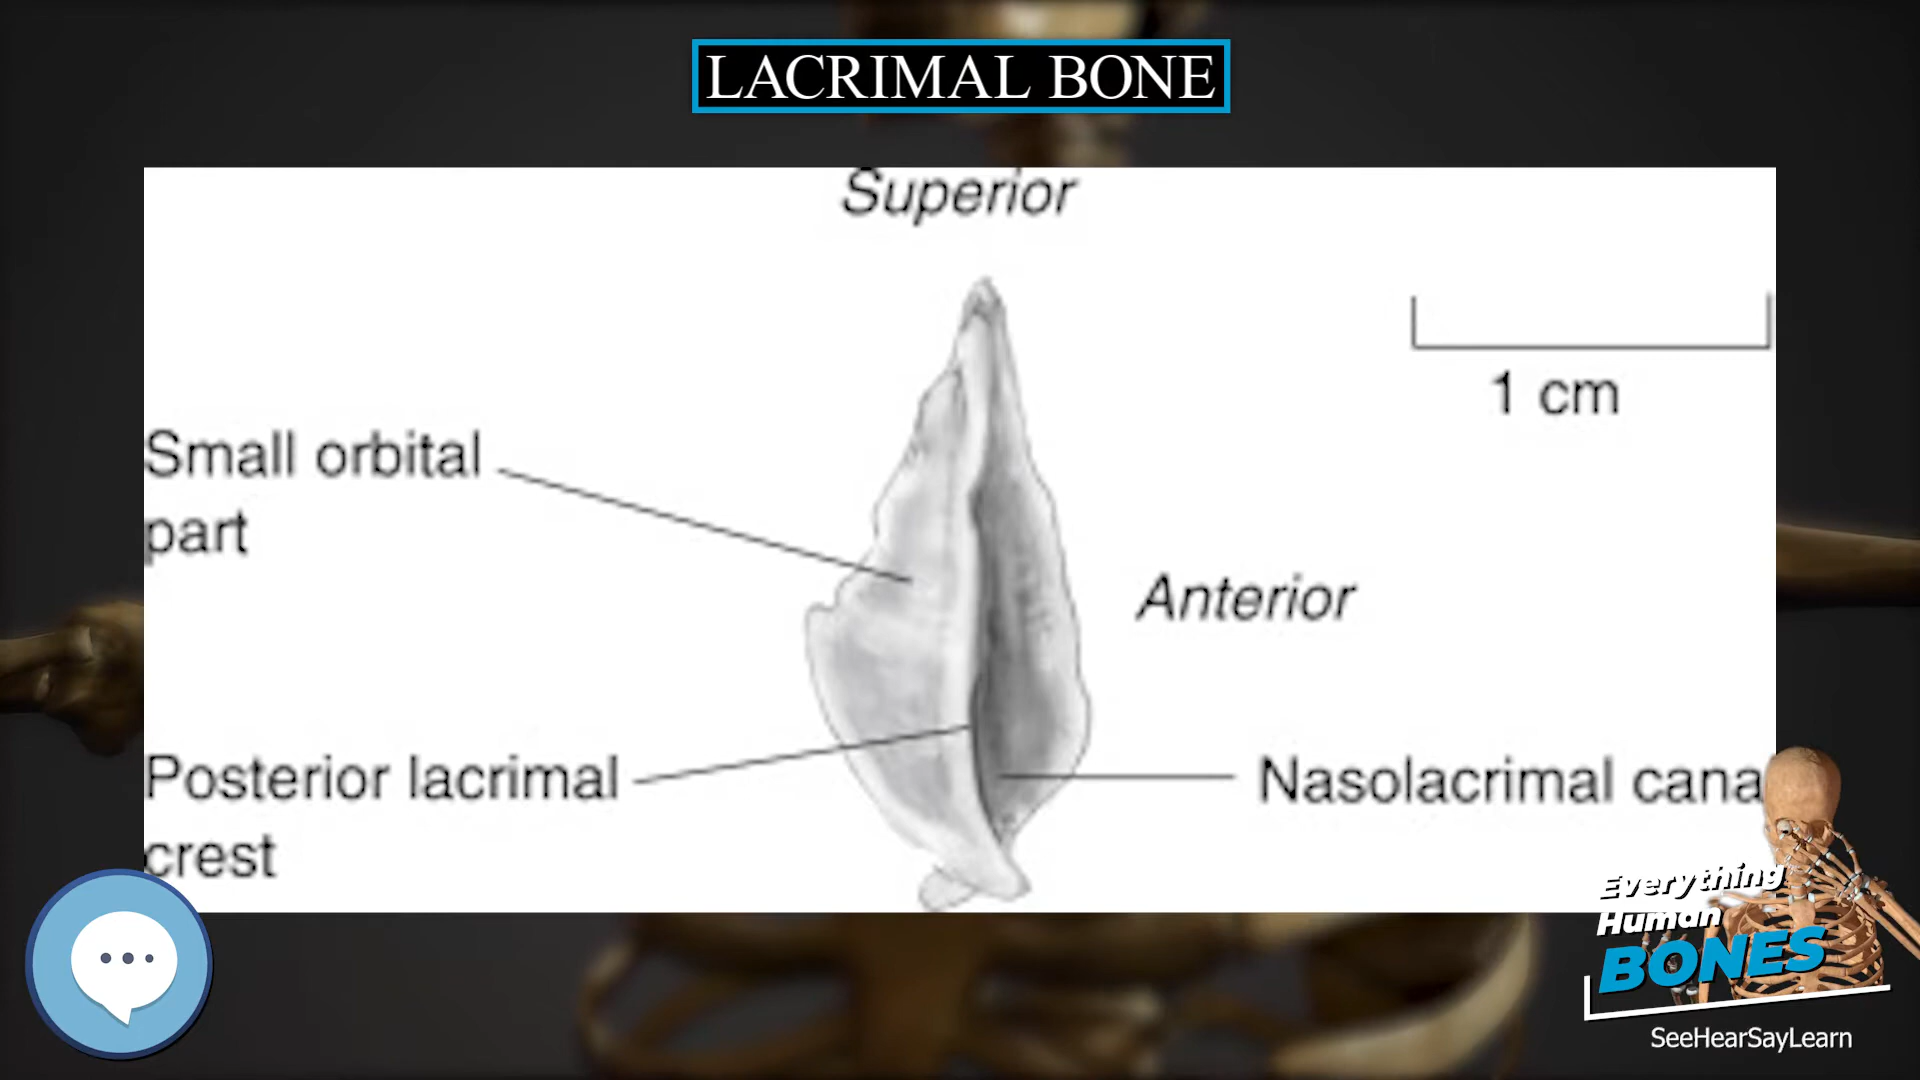 LACRIMAL BONE
Superior
1 cm
Small orbital
part
Anterior
Posterior lacrimal
crest
Nasolacrimal cana
Everything
Human
BONES
SeeHearSayLearn